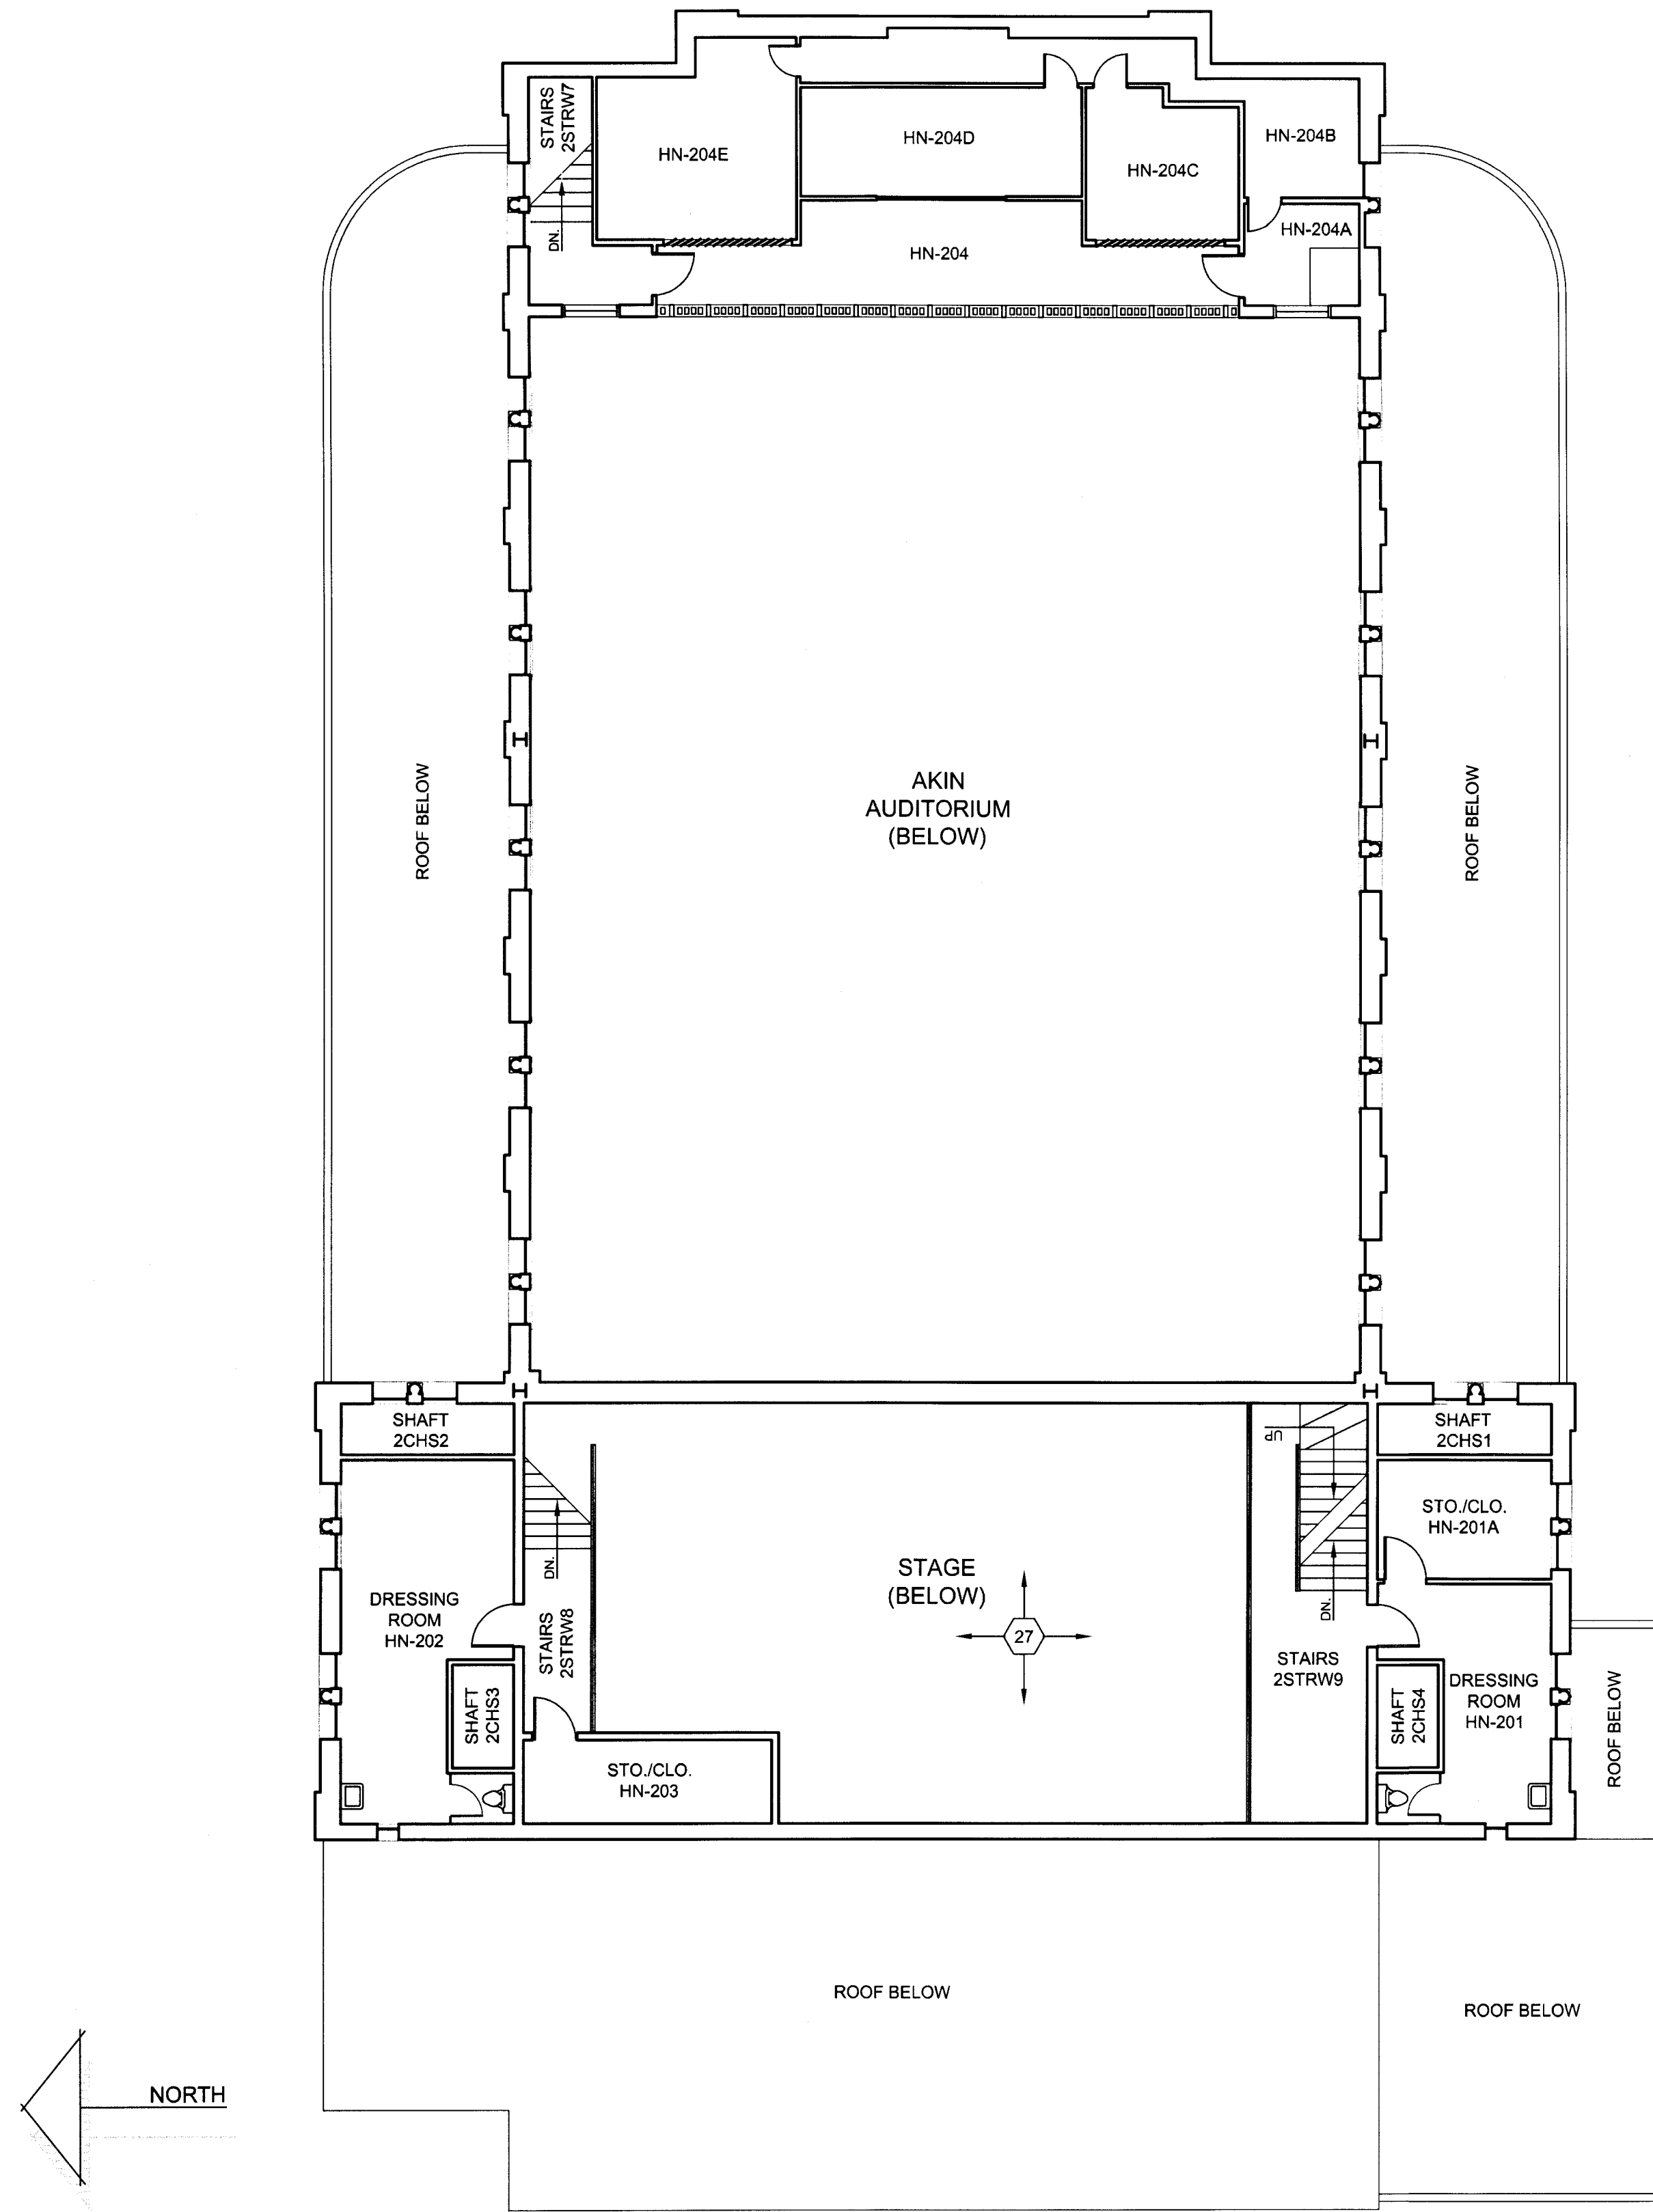 STAIRS
2STRW7
DN.
HN-204E
HN-204D
HN-204C
HN-204B
HN-204A
HN-204
ROOF BELOW
AKIN
AUDITORIUM
(BELOW)
ROOF BELOW
SHAFT
2CHS2
UP
SHAFT
2CHS1
STO./CLO.
HN-201A
DN.
STAGE
(BELOW)
27
DN.
DRESSING
ROOM
HN-202
STAIRS
2STRW8
STAIRS
2STRW9
SHAFT
2CHS3
SHAFT
2CHS4
DRESSING
ROOM
HN-201
ROOF BELOW
STO./CLO.
HN-203
ROOF BELOW
ROOF BELOW
NORTH